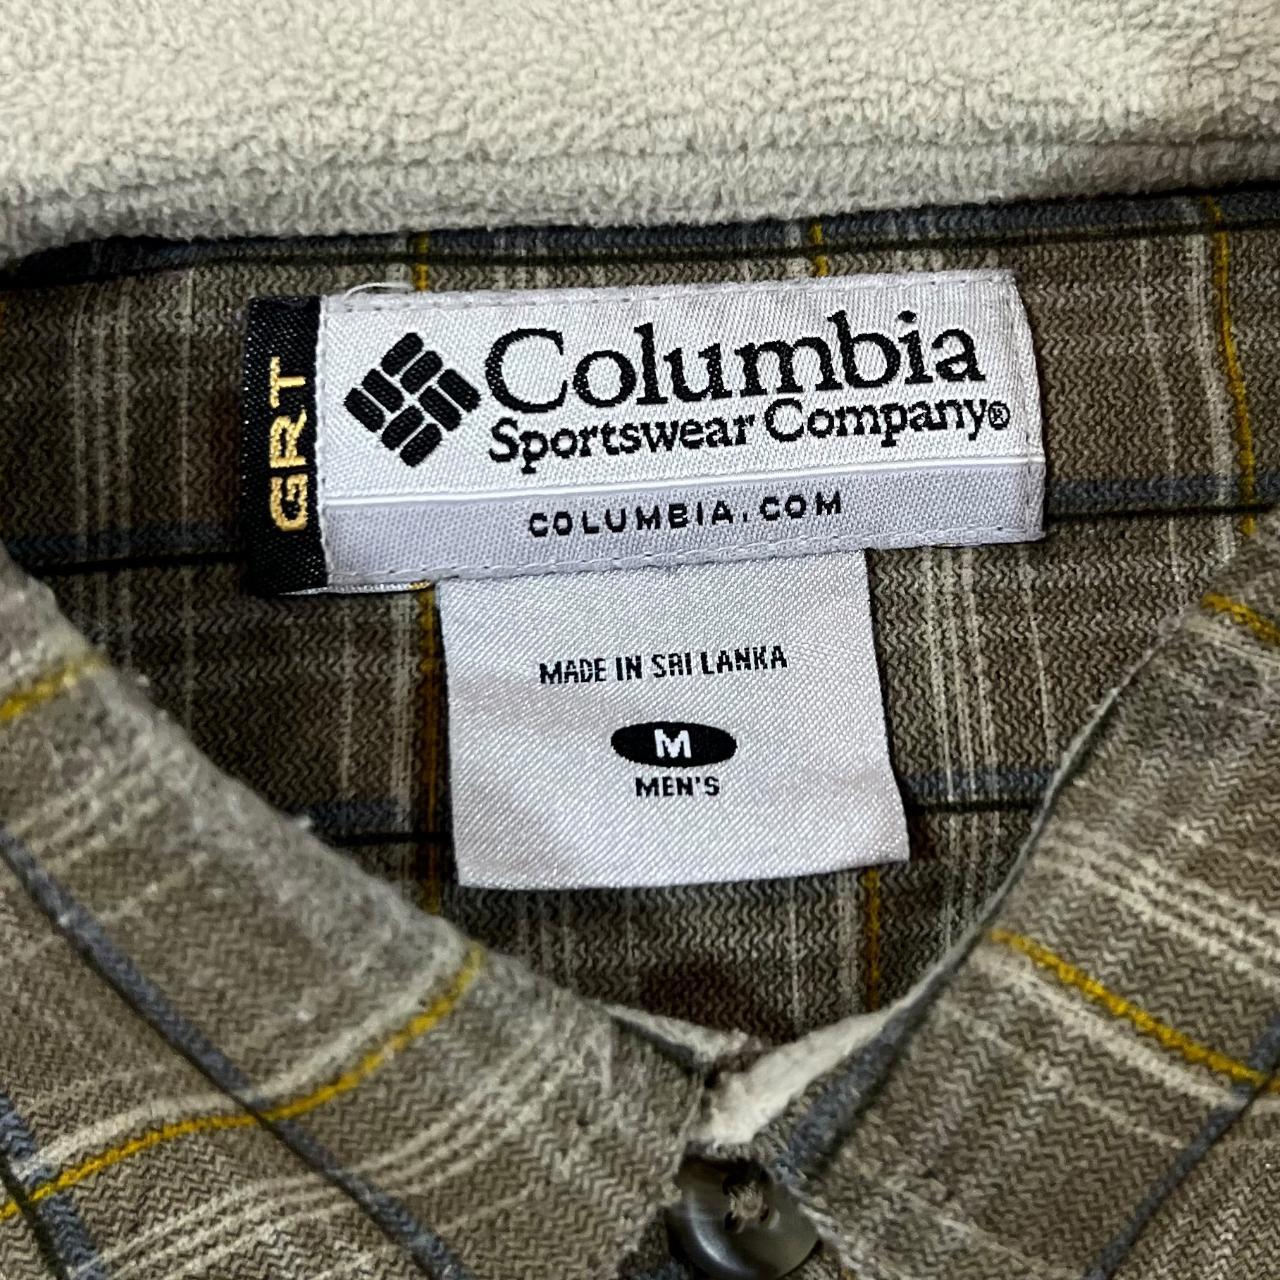 GRT
Columbia
Sportswear Company®
COLUMBIA.COM
MADE IN SRI LANKA
M
MEN'S